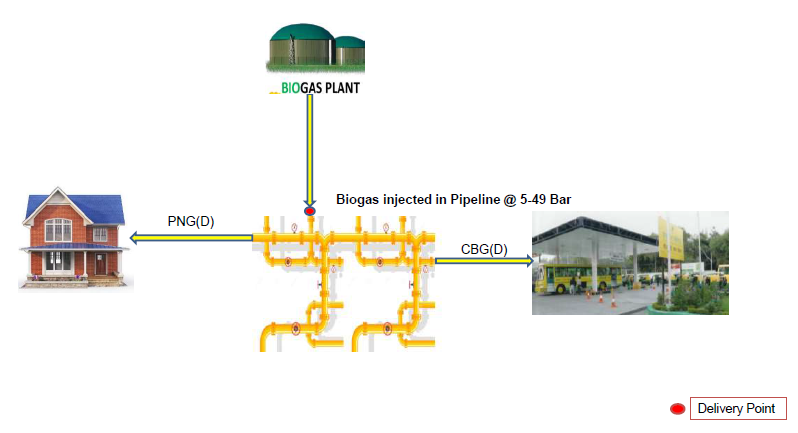 BIOGAS PLANT
Biogas injected in Pipeline @ 5-49 Bar
PNG(D)
CBG(D)
Delivery Point